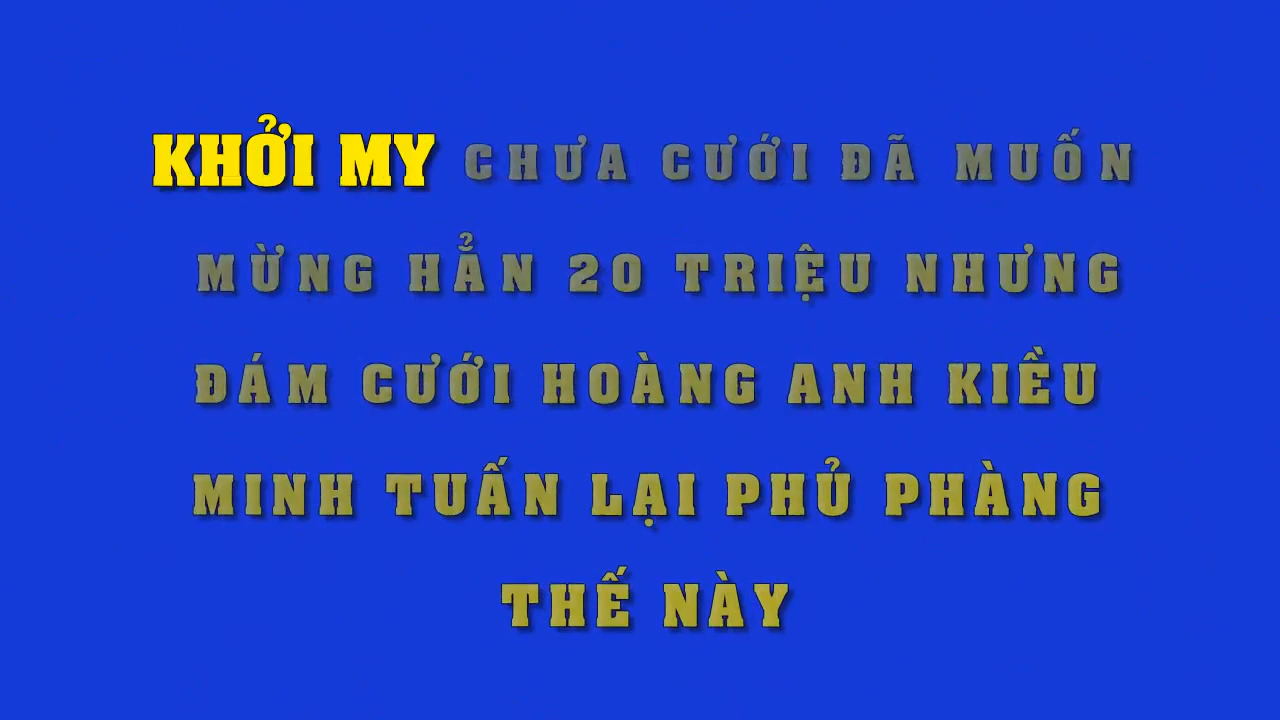 KHỞI MY CHƯA CƯỚI ĐÃ MUỐN
MỪNG HẲN 20 TRIỆU NHƯNG
ĐÁM CƯỚI HOÀNG ANH KIỀU
MINH TUẤN LẠI PHỦ PHÀNG
THẾ NÀY